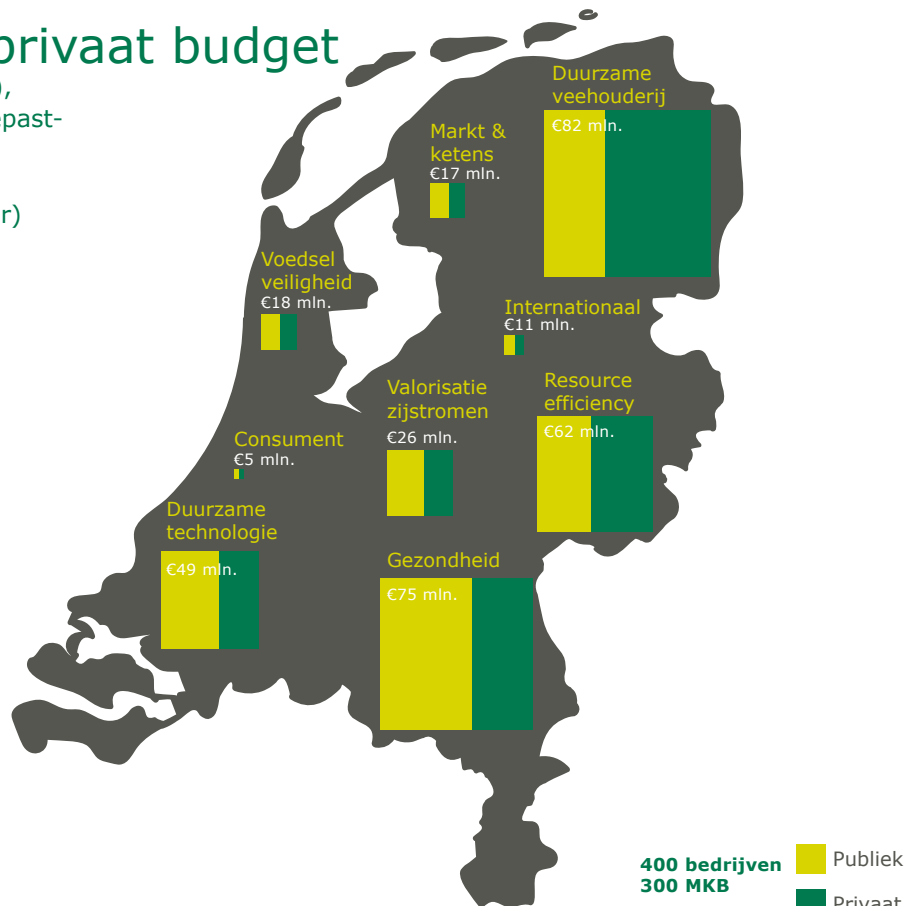 privaat budget
),
epast-
r)
Duurzame
veehouderij
€82 mln.
Markt &
ketens
€17 mln.
Voedsel
veiligheid
€18 mln.
Internationaal
€11 mln.
Valorisatie
zijstromen
€26 mln.
Resource
efficiency
€62 mln.
Consument
€5 mln.
Duurzame
technologie
€49 mln.
Gezondheid
€75 mln.
400 bedrijven
300 MKB
Publiek
Privaat